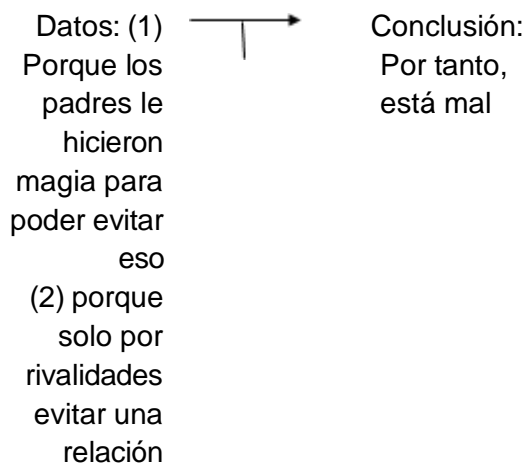 Datos: (1)
Porque los
padres le
hicieron
magia para
poder evitar
eso
(2) porque
solo por
rivalidades
evitar una
relación
Conclusión:
Por tanto,
está mal